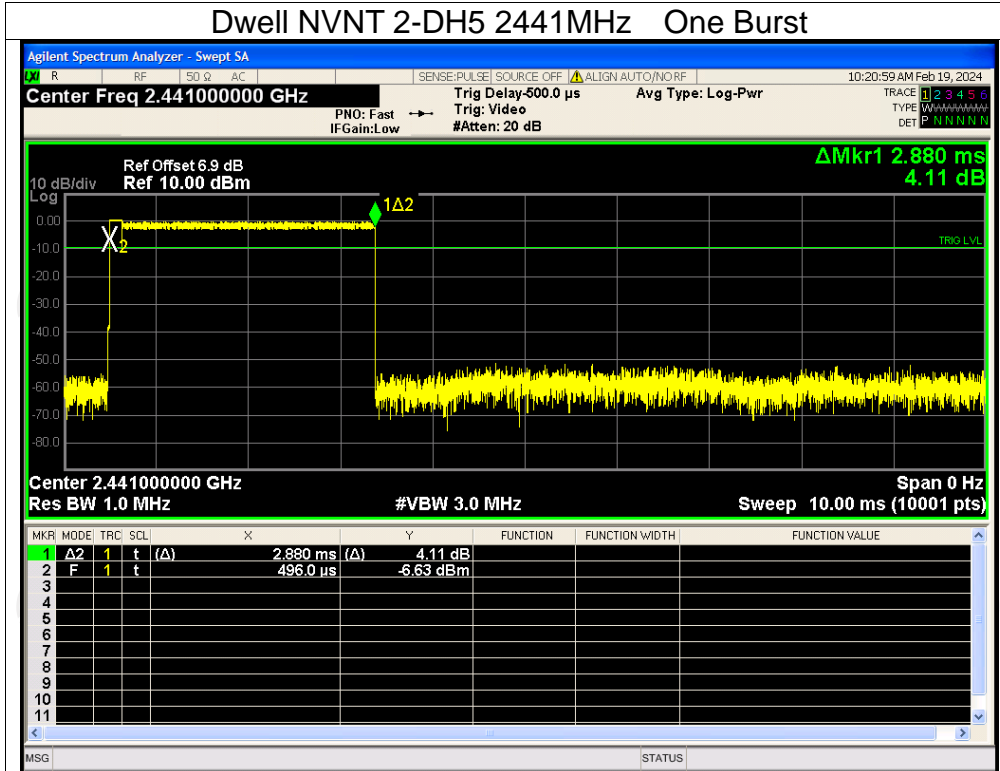 Dwell NVNT 2-DH5 2441MHz One Burst
Agilent Spectrum Analyzer - Swept SA
LXI R RF 50 Ω AC SENSE:PULSE SOURCE OFF ALIGN AUTO/NO RF 10:20:59 AM Feb 19, 2024
Center Freq 2.441000000 GHz
PNO: Fast
IFGain:Low
Trig Delay-500.0 µs
Trig: Video
#Atten: 20 dB
Avg Type: Log-Pwr
TRACE 1 2 3 4 5 6
TYPE WWWWWWWW
DET P N N N N N
ΔMkr1 2.880 ms
4.11 dB
Ref Offset 6.9 dB
10 dB/div Ref 10.00 dBm
Log
1Δ2
0.00
2
TRIG LVL
-10.0
-20.0
-30.0
-40.0
-50.0
-60.0
-70.0
-80.0
Center 2.441000000 GHz Span 0 Hz
Res BW 1.0 MHz #VBW 3.0 MHz Sweep 10.00 ms (10001 pts)
MKR MODE TRC SCL X Y FUNCTION FUNCTION WIDTH FUNCTION VALUE
1 Δ2 1 t (Δ) 2.880 ms (Δ) 4.11 dB
2 F 1 t 496.0 µs -6.63 dBm
3
4
5
6
7
8
9
10
11
MSG STATUS